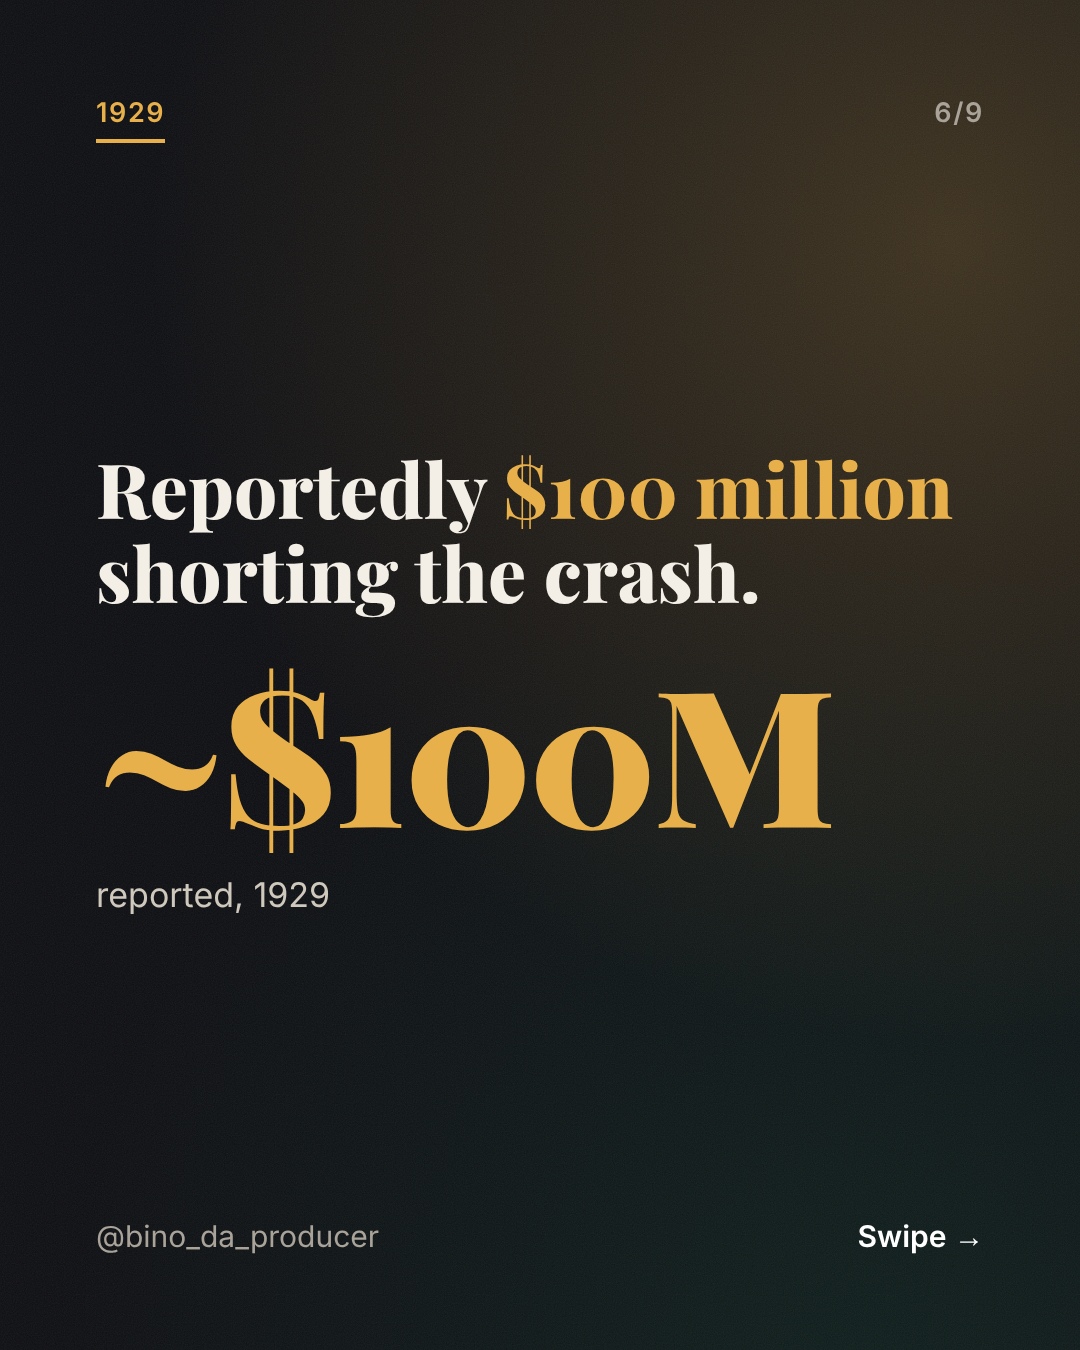 1929
6/9
Reportedly $100 million
shorting the crash.
~$100M
reported, 1929
@bino_da_producer
Swipe →